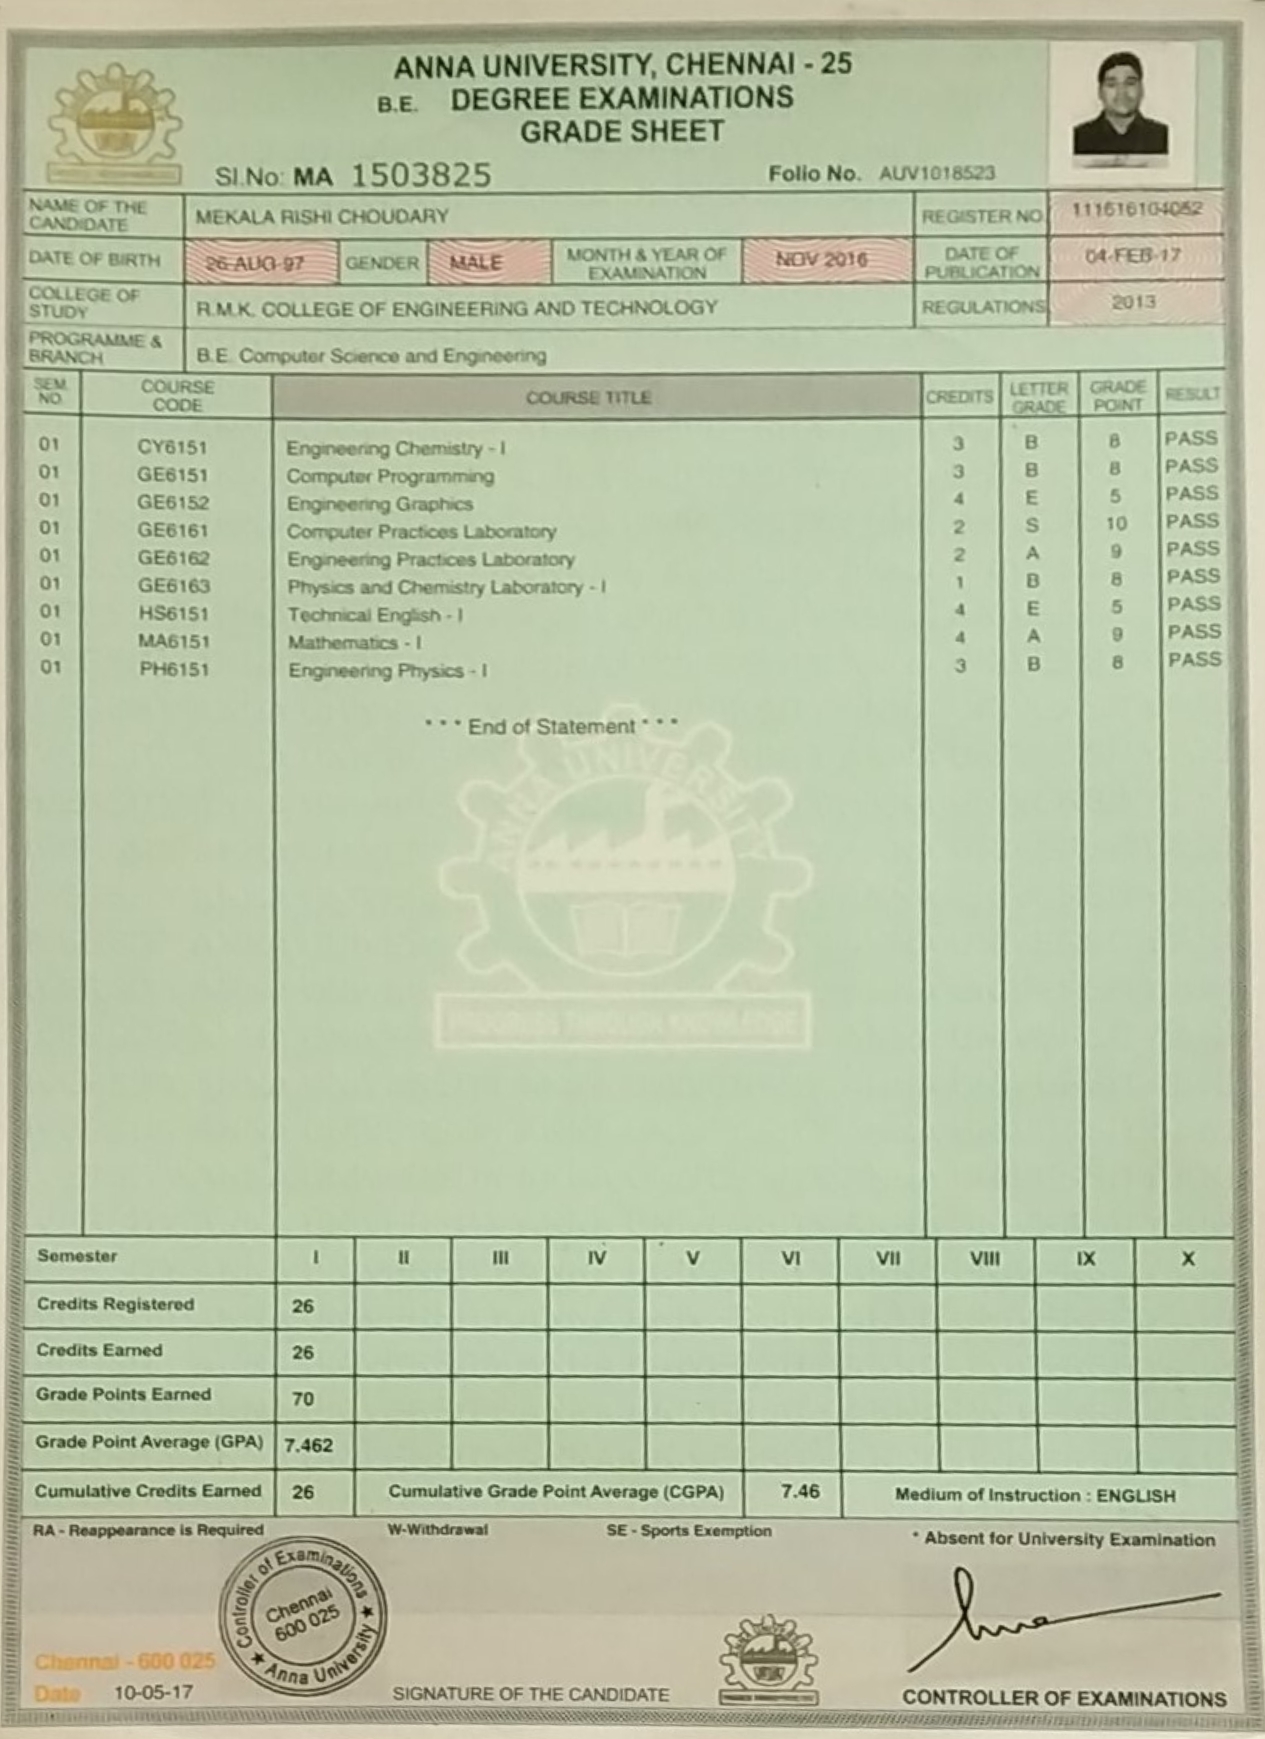 ANNA UNIVERSITY, CHENNAI - 25
B.E. DEGREE EXAMINATIONS
GRADE SHEET
Sl.No: MA 1503825
Folio No. AUV1018523
NAME OF THE CANDIDATE MEKALA RISHI CHOUDARY REGISTER NO 111616104052
DATE OF BIRTH 26-AUG-97 GENDER MALE MONTH & YEAR OF EXAMINATION NOV 2016 DATE OF PUBLICATION 04-FEB-17
COLLEGE OF STUDY R.M.K. COLLEGE OF ENGINEERING AND TECHNOLOGY REGULATIONS 2013
PROGRAMME & BRANCH B.E. Computer Science and Engineering
SEM. NO. COURSE CODE COURSE TITLE CREDITS LETTER GRADE GRADE POINT RESULT
01 CY6151 Engineering Chemistry - I 3 B 8 PASS
01 GE6151 Computer Programming 3 B 8 PASS
01 GE6152 Engineering Graphics 4 E 5 PASS
01 GE6161 Computer Practices Laboratory 2 S 10 PASS
01 GE6162 Engineering Practices Laboratory 2 A 9 PASS
01 GE6163 Physics and Chemistry Laboratory - I 1 B 8 PASS
01 HS6151 Technical English - I 4 E 5 PASS
01 MA6151 Mathematics - I 4 A 9 PASS
01 PH6151 Engineering Physics - I 3 B 8 PASS
* * * End of Statement * * *
ANNA UNIVERSITY
PROGRESS THROUGH KNOWLEDGE
Semester I II III IV V VI VII VIII IX X
Credits Registered 26
Credits Earned 26
Grade Points Earned 70
Grade Point Average (GPA) 7.462
Cumulative Credits Earned 26 Cumulative Grade Point Average (CGPA) 7.46 Medium of Instruction : ENGLISH
RA - Reappearance is Required W-Withdrawal SE - Sports Exemption * Absent for University Examination
Controller of Examinations
Chennai
600 025
Anna University
Chennai - 600 025
Date 10-05-17
SIGNATURE OF THE CANDIDATE
CONTROLLER OF EXAMINATIONS